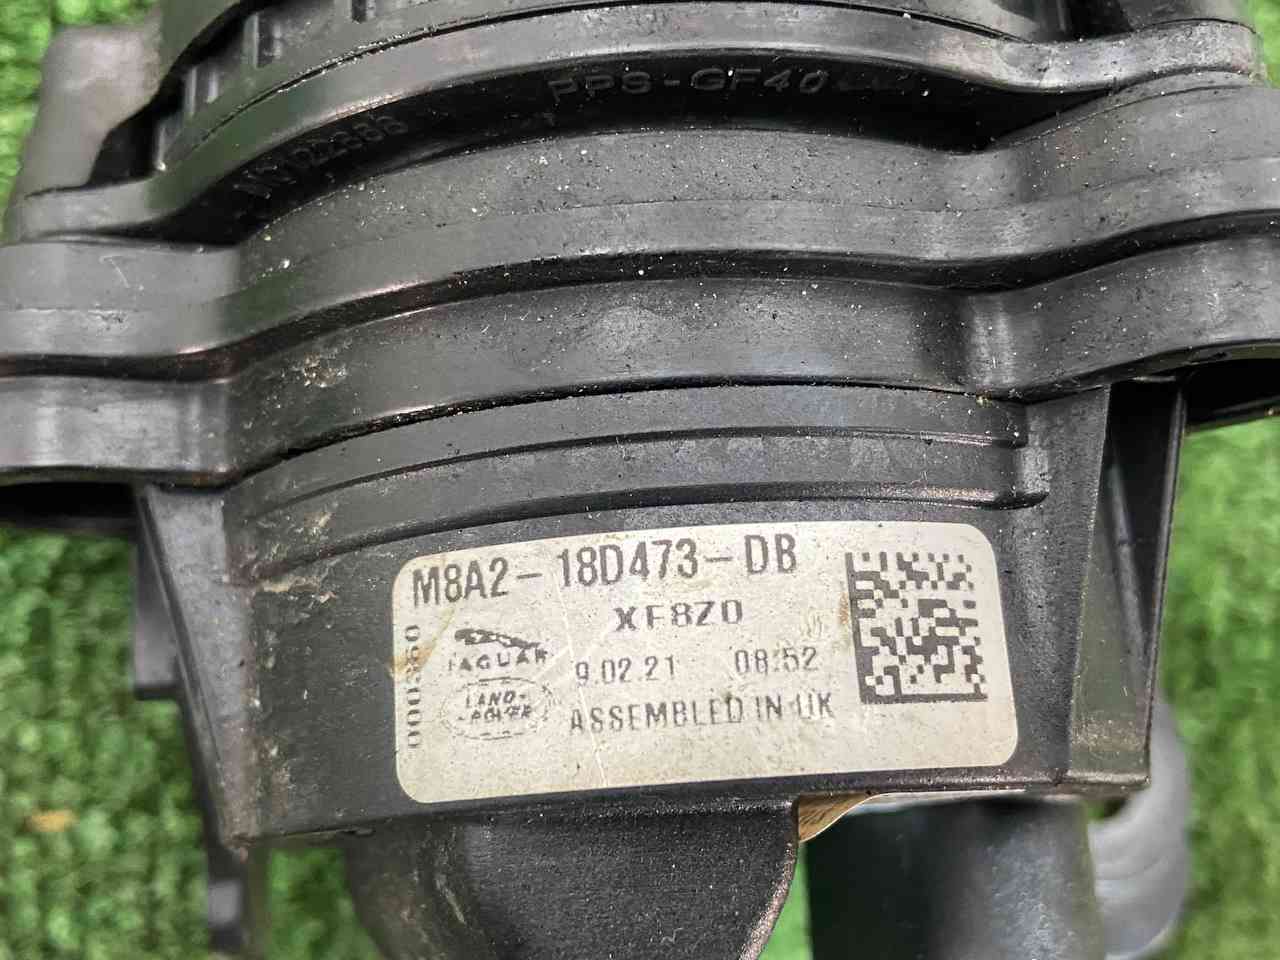 PPS-GF40
M8A2-18D473-DB
XF8Z0
000360
JAGUAR
9.02.21 08:52
LAND-
-ROVER
ASSEMBLED IN UK